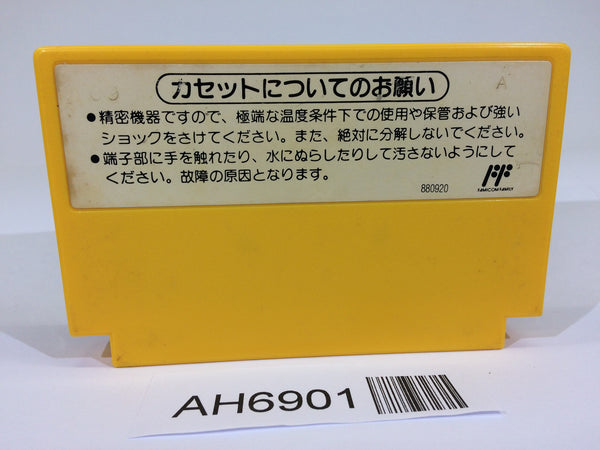 カセットについてのお願い
A
●精密機器ですので、極端な温度条件下での使用や保管および強い
ショックをさけてください。また、絶対に分解しないでください。
●端子部に手を触れたり、水にぬらしたりして汚さないようにして
ください。故障の原因となります。
880920
FAMICOM FAMILY
AH6901